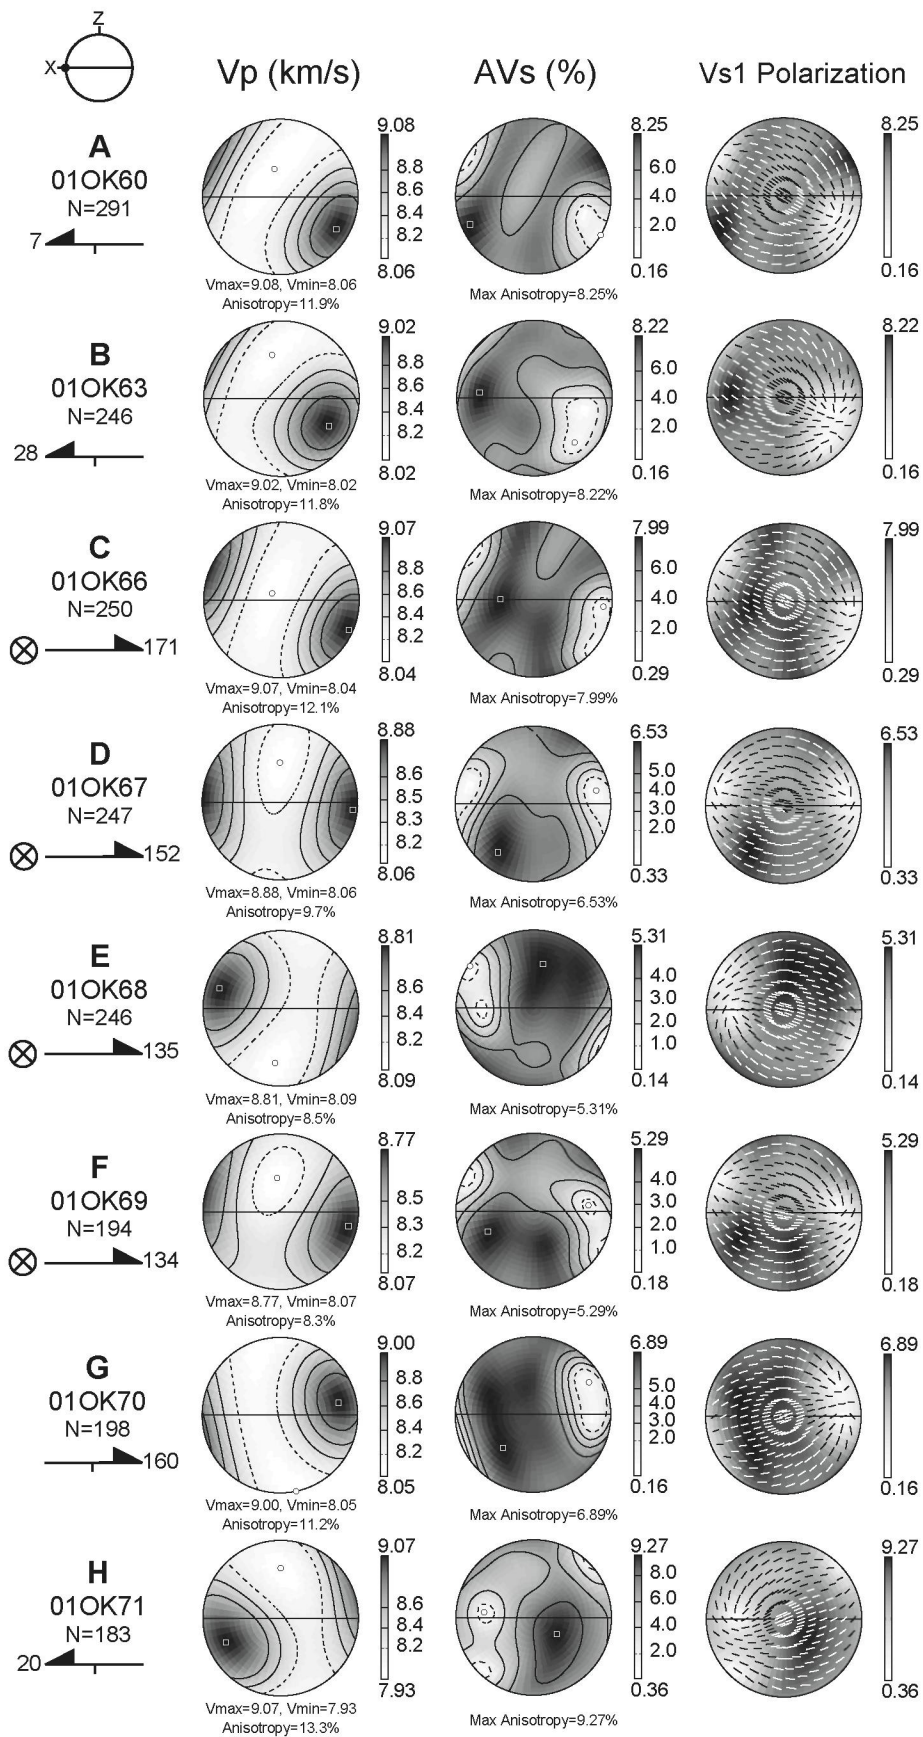 Z
X
Vp (km/s) AVs (%) Vs1 Polarization
A
01OK60
N=291
7
9.08
8.8
8.6
8.4
8.2
8.06
Vmax=9.08, Vmin=8.06
Anisotropy=11.9%
8.25
6.0
4.0
2.0
0.16
Max Anisotropy=8.25%
8.25
0.16
B
01OK63
N=246
28
9.02
8.8
8.6
8.4
8.2
8.02
Vmax=9.02, Vmin=8.02
Anisotropy=11.8%
8.22
6.0
4.0
2.0
0.16
Max Anisotropy=8.22%
8.22
0.16
C
01OK66
N=250
171
9.07
8.8
8.6
8.4
8.2
8.04
Vmax=9.07, Vmin=8.04
Anisotropy=12.1%
7.99
6.0
4.0
2.0
0.29
Max Anisotropy=7.99%
7.99
0.29
D
01OK67
N=247
152
8.88
8.6
8.5
8.3
8.2
8.06
Vmax=8.88, Vmin=8.06
Anisotropy=9.7%
6.53
5.0
4.0
3.0
2.0
0.33
Max Anisotropy=6.53%
6.53
0.33
E
01OK68
N=246
135
8.81
8.6
8.4
8.2
8.09
Vmax=8.81, Vmin=8.09
Anisotropy=8.5%
5.31
4.0
3.0
2.0
1.0
0.14
Max Anisotropy=5.31%
5.31
0.14
F
01OK69
N=194
134
8.77
8.5
8.3
8.2
8.07
Vmax=8.77, Vmin=8.07
Anisotropy=8.3%
5.29
4.0
3.0
2.0
1.0
0.18
Max Anisotropy=5.29%
5.29
0.18
G
01OK70
N=198
160
9.00
8.8
8.6
8.4
8.2
8.05
Vmax=9.00, Vmin=8.05
Anisotropy=11.2%
6.89
5.0
4.0
3.0
2.0
0.16
Max Anisotropy=6.89%
6.89
0.16
H
01OK71
N=183
20
9.07
8.6
8.4
8.2
7.93
Vmax=9.07, Vmin=7.93
Anisotropy=13.3%
9.27
8.0
6.0
4.0
2.0
0.36
Max Anisotropy=9.27%
9.27
0.36